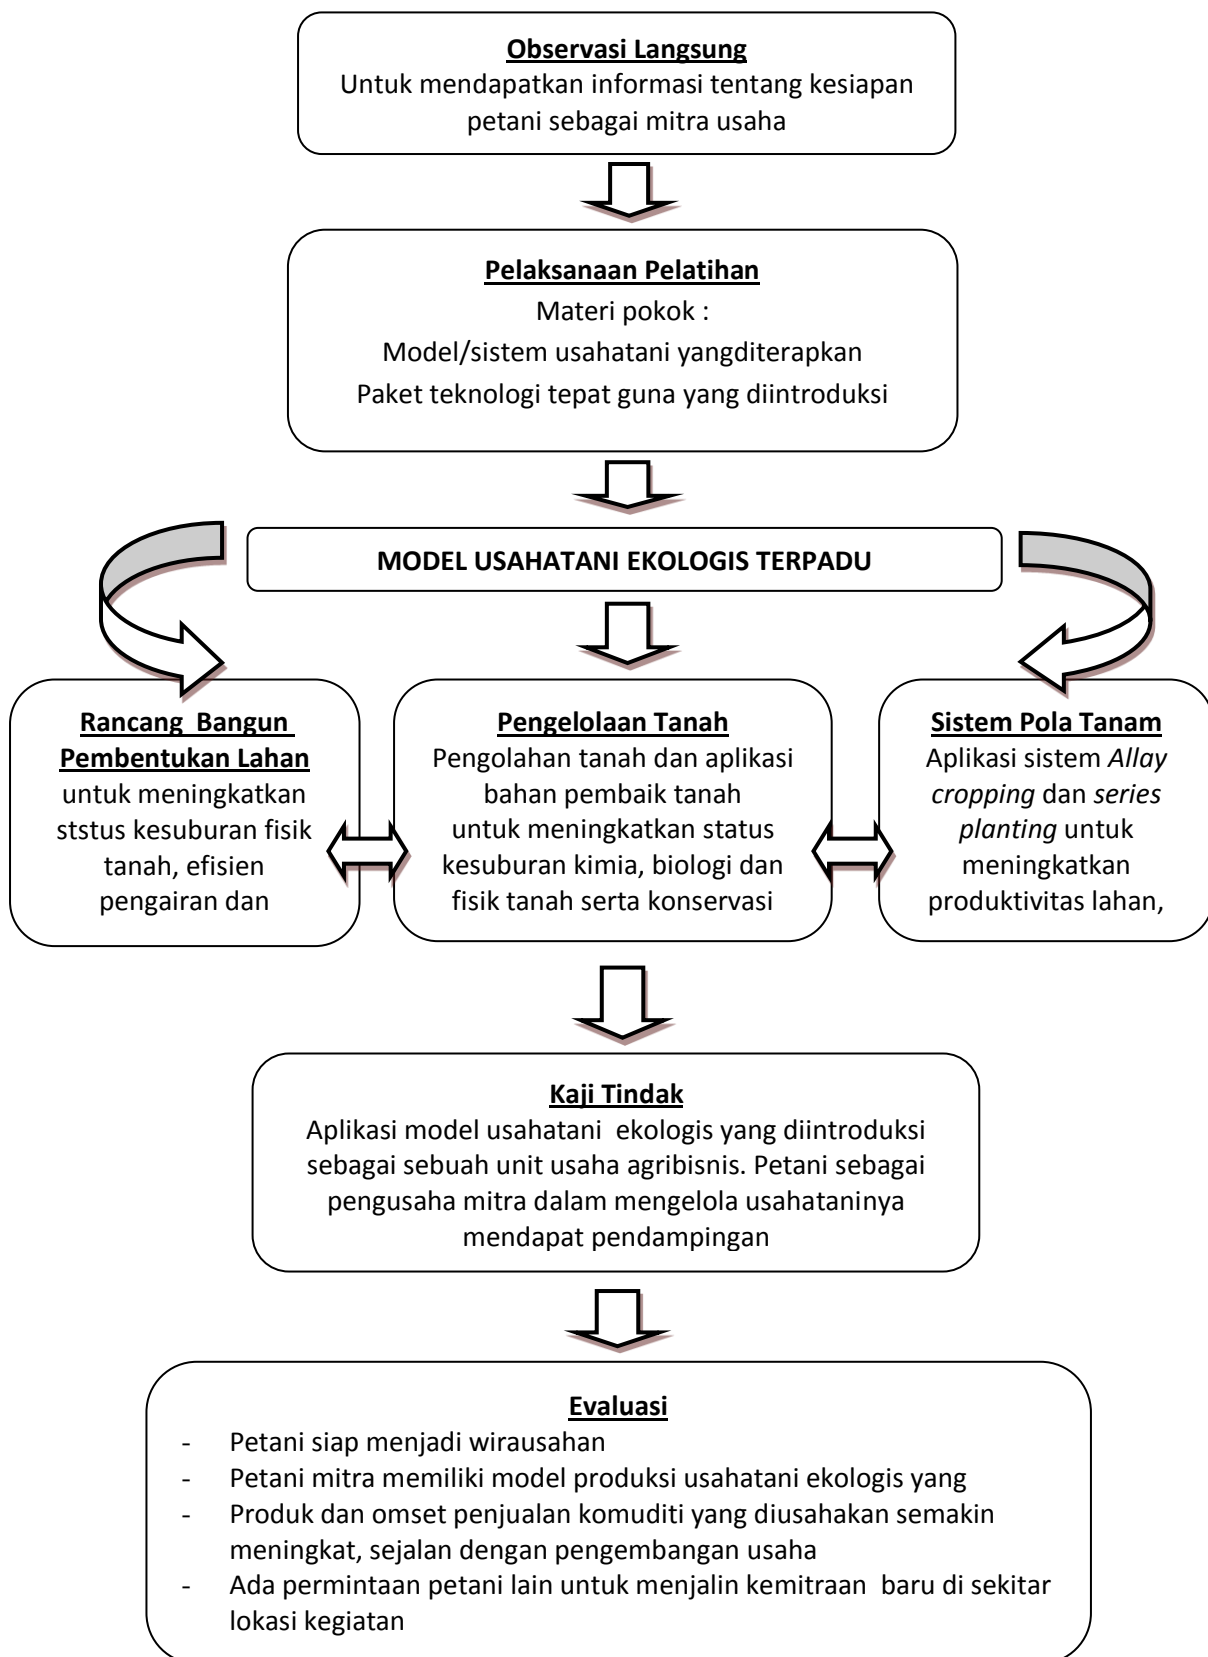 Observasi Langsung
Untuk mendapatkan informasi tentang kesiapan
petani sebagai mitra usaha
Pelaksanaan Pelatihan
Materi pokok :
Model/sistem usahatani yangditerapkan
Paket teknologi tepat guna yang diintroduksi
MODEL USAHATANI EKOLOGIS TERPADU
Rancang Bangun
Pembentukan Lahan
untuk meningkatkan
ststus kesuburan fisik
tanah, efisien
pengairan dan
Pengelolaan Tanah
Pengolahan tanah dan aplikasi
bahan pembaik tanah
untuk meningkatkan status
kesuburan kimia, biologi dan
fisik tanah serta konservasi
Sistem Pola Tanam
Aplikasi sistem Allay
cropping dan series
planting untuk
meningkatkan
produktivitas lahan,
Kaji Tindak
Aplikasi model usahatani ekologis yang diintroduksi
sebagai sebuah unit usaha agribisnis. Petani sebagai
pengusaha mitra dalam mengelola usahataninya
mendapat pendampingan
Evaluasi
- Petani siap menjadi wirausahan
- Petani mitra memiliki model produksi usahatani ekologis yang
- Produk dan omset penjualan komuditi yang diusahakan semakin
meningkat, sejalan dengan pengembangan usaha
- Ada permintaan petani lain untuk menjalin kemitraan baru di sekitar
lokasi kegiatan